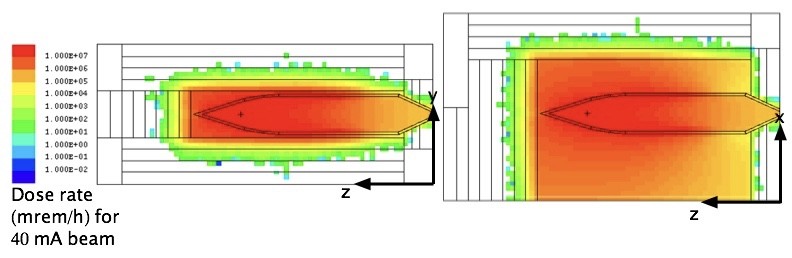 1.000E+07
1.000E+06
1.000E+05
1.000E+04
1.000E+03
1.000E+02
1.000E+01
1.000E+00
1.000E-01
1.000E-02
Dose rate
(mrem/h) for
40 mA beam
y
z
x
z